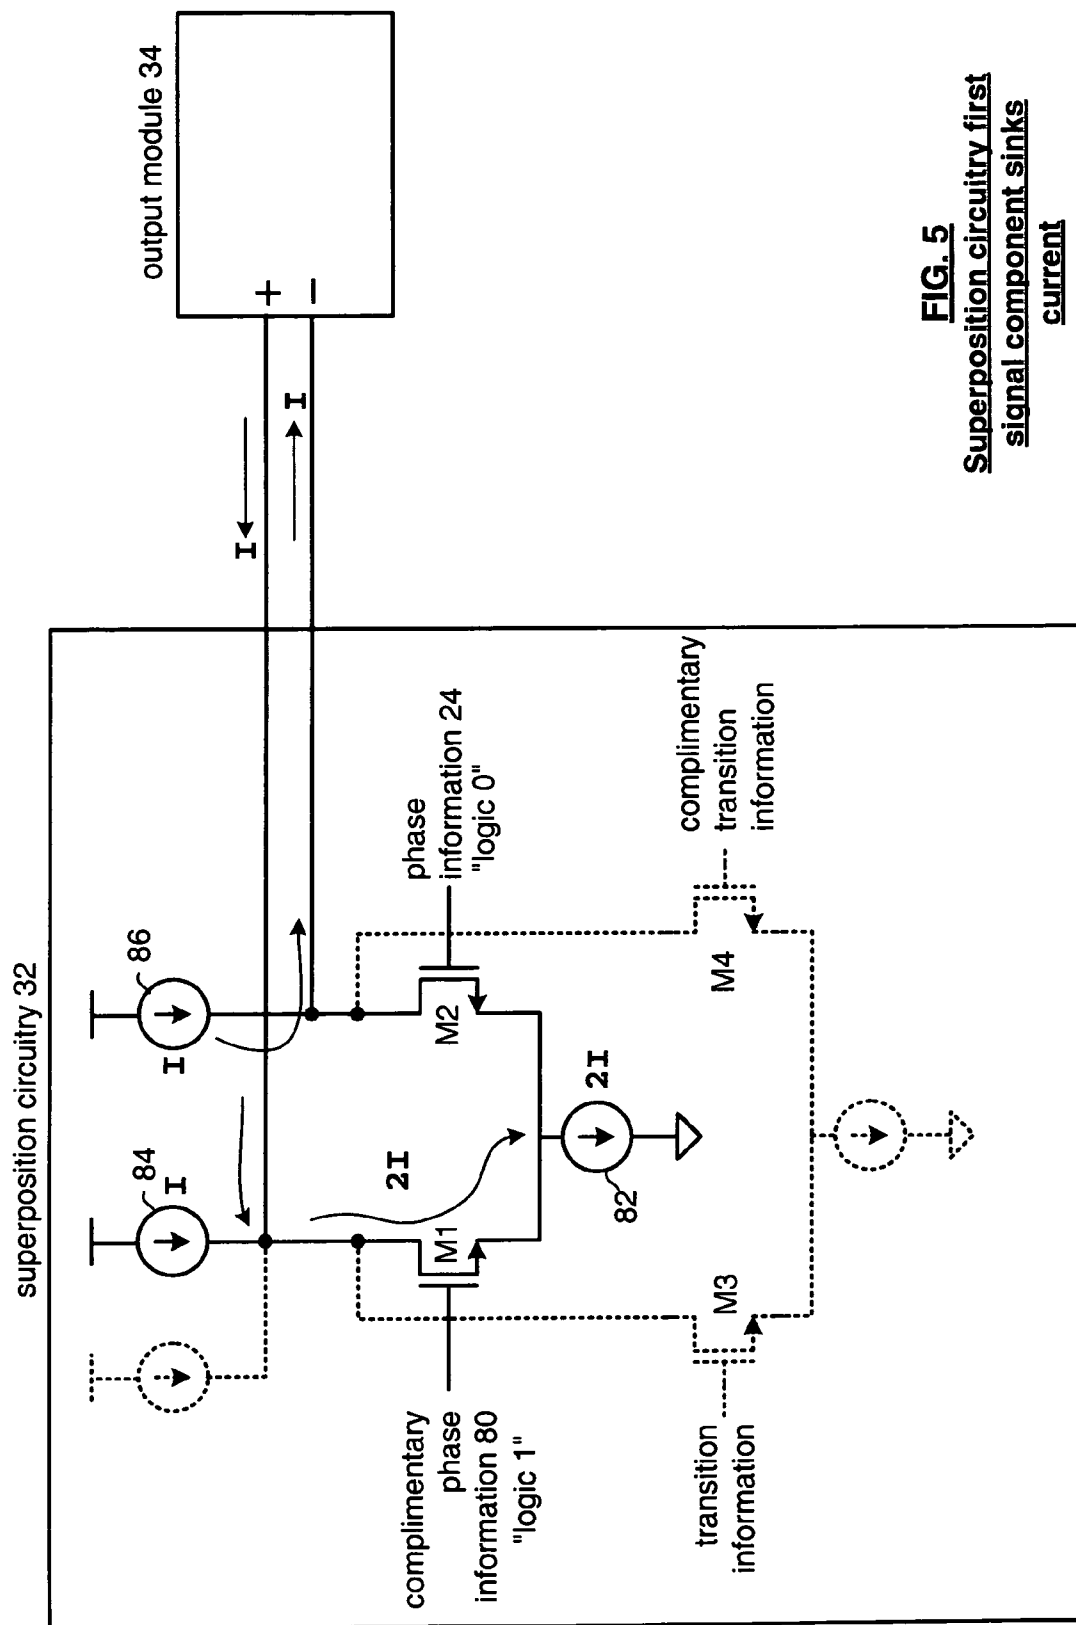 superposition circuitry 32
output module 34
+
−
I
I
84
I
86
I
2I
M1
M2
2I
82
complimentary
phase
information 80
"logic 1"
phase
information 24
"logic 0"
M3
M4
transition
information
complimentary
transition
information
FIG. 5
Superposition circuitry first
signal component sinks
current